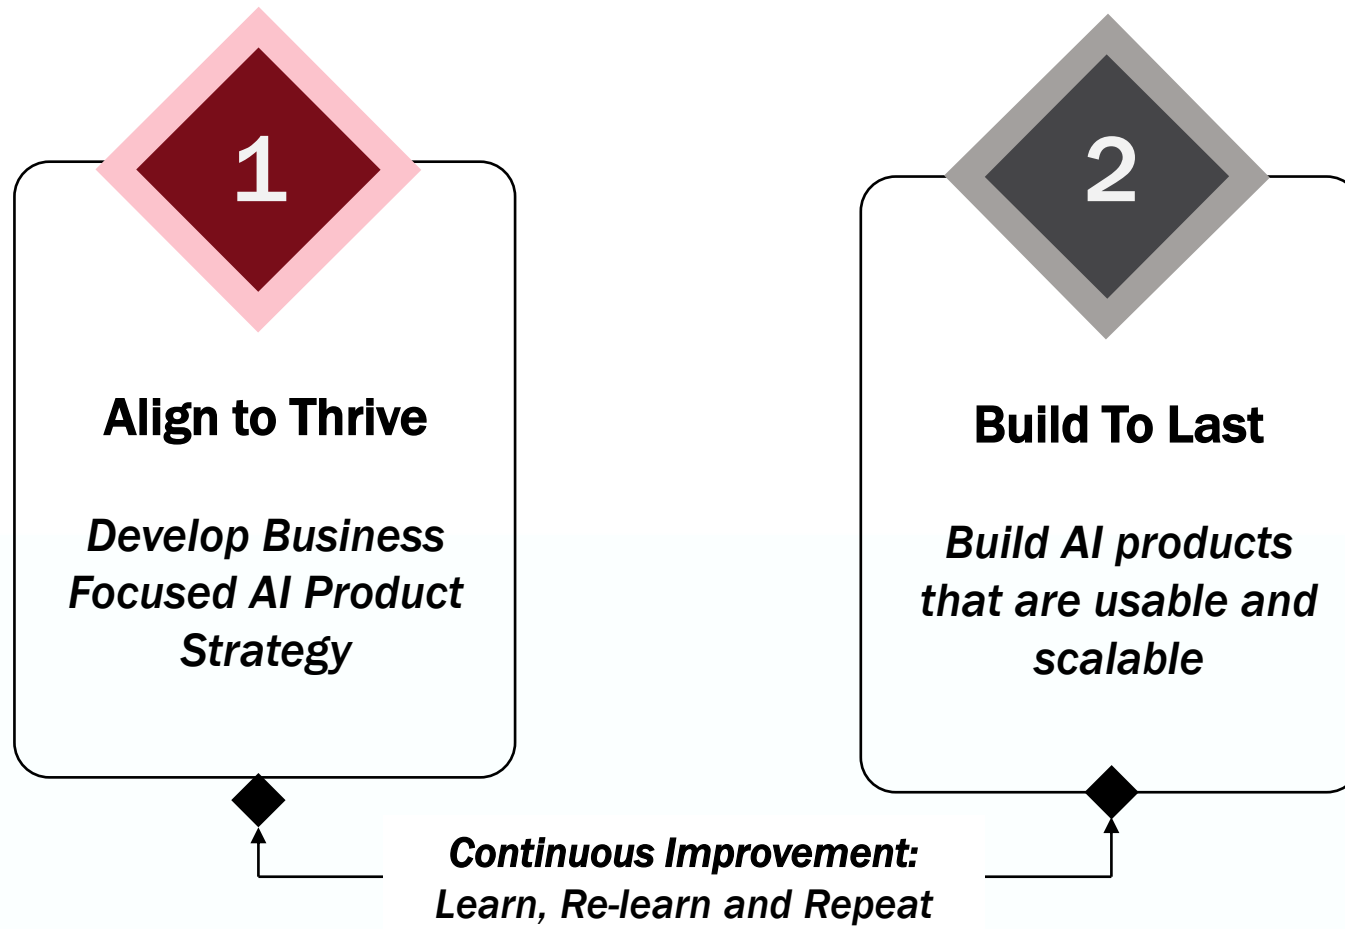 1
Align to Thrive
Develop Business
Focused AI Product
Strategy
2
Build To Last
Build AI products
that are usable and
scalable
Continuous Improvement:
Learn, Re-learn and Repeat